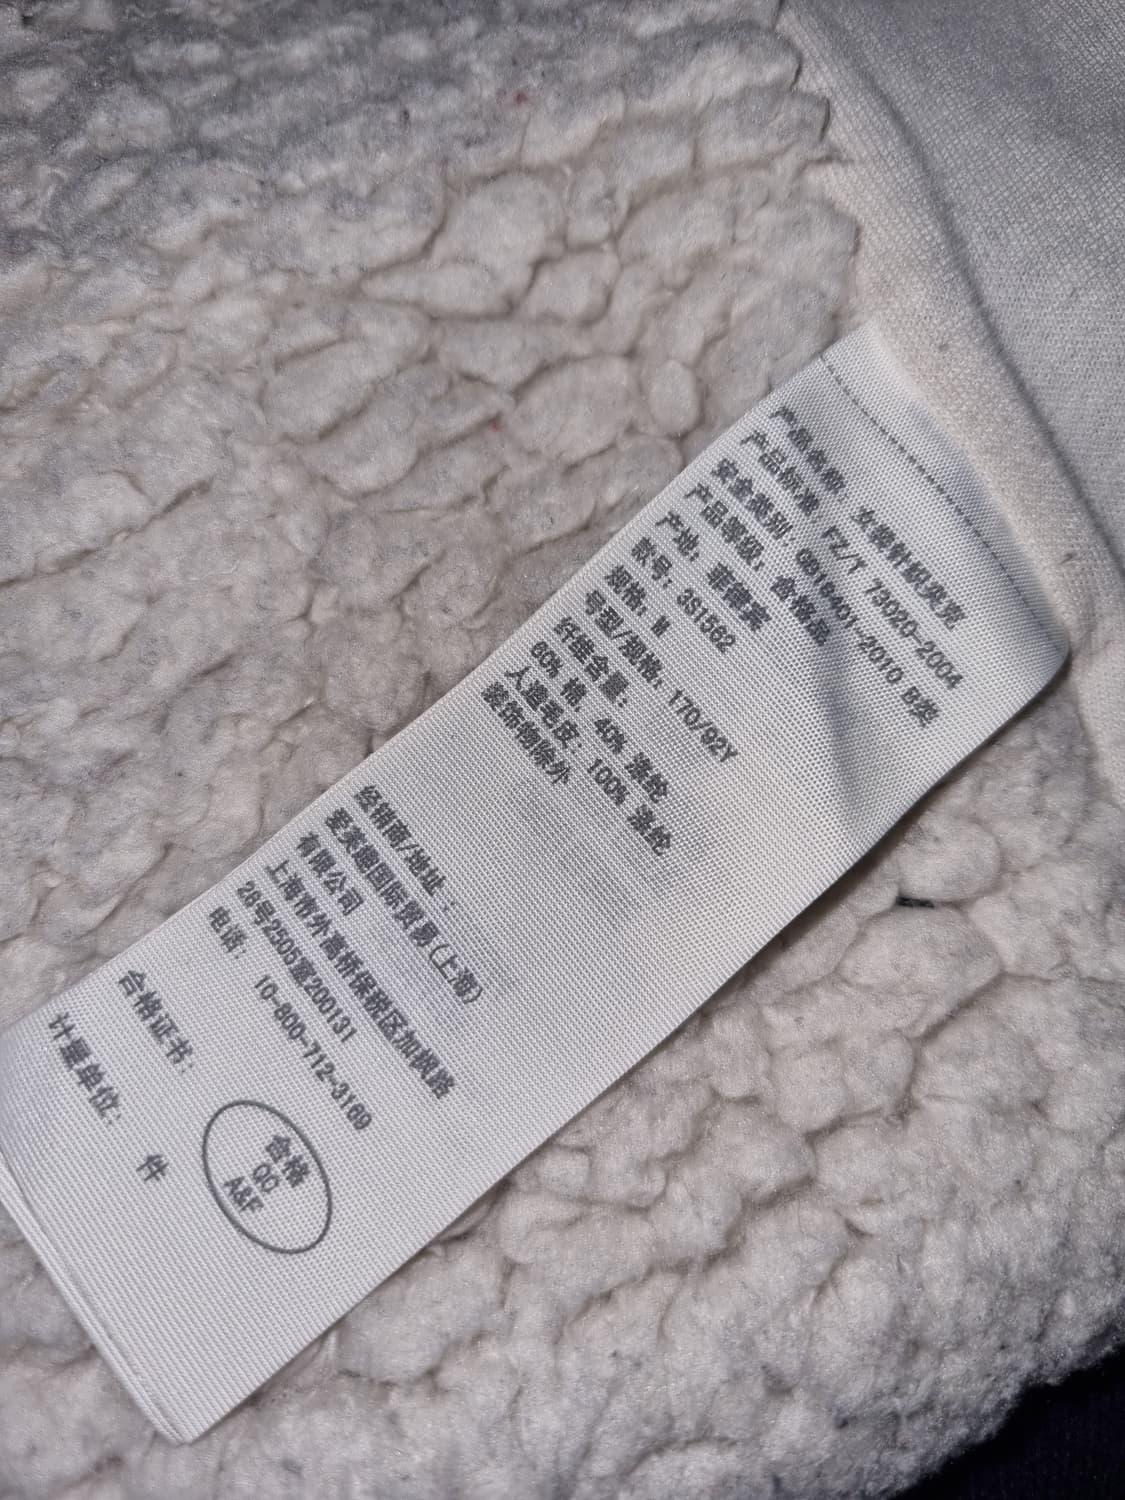 产品名称： 女装针织夹克
产品标准： FZ/T 73020-2004
安全类别： GB18401-2010 B类
产品等级： 合格品
产地： 菲律宾
款号： 3S1562
规格： M
号型/规格： 170/92Y
纤维含量：
60% 棉， 40% 涤纶
人造毛皮： 100% 涤纶
装饰物除外
经销商/地址：
国际贸易(上海)
有限公司
上海市外高桥保税区加枫路
26号2505室200131
电话： 10-800-712-3169
合格证书：
合格
QC
A&F
计量单位： 件